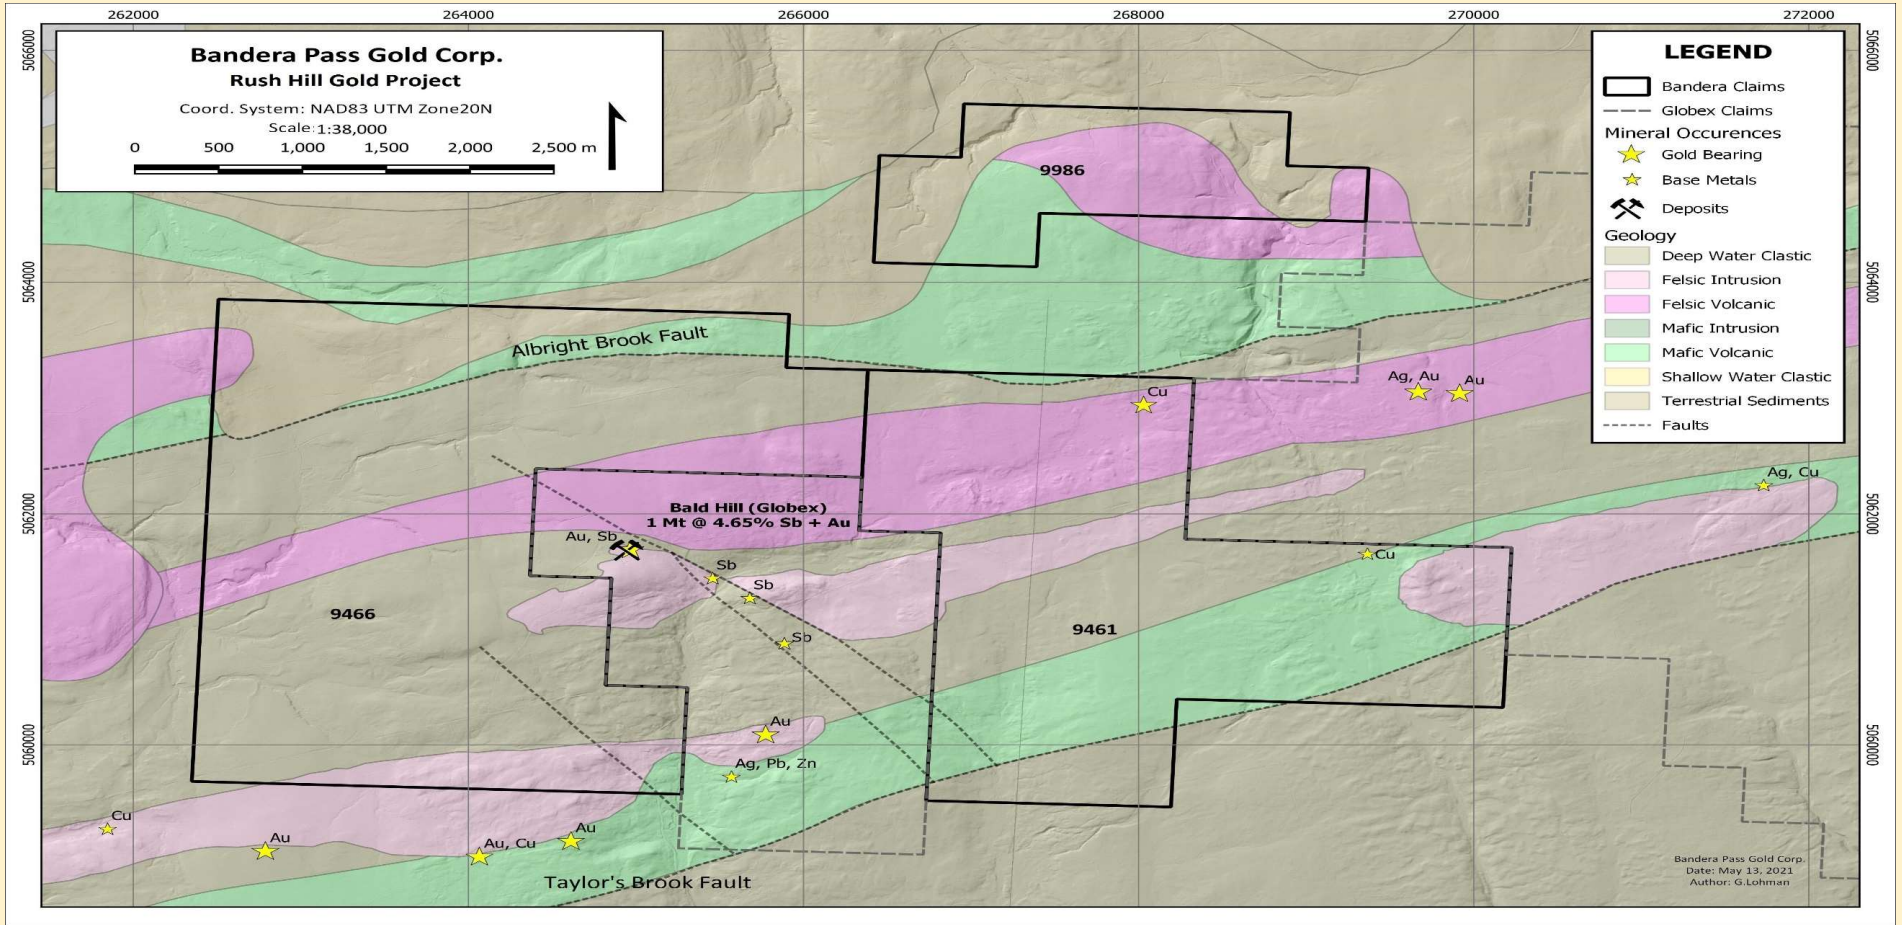 262000 264000 266000 268000 270000 272000
5066000
5066000
Bandera Pass Gold Corp.
Rush Hill Gold Project
Coord. System: NAD83 UTM Zone20N
Scale: 1:38,000
0 500 1,000 1,500 2,000 2,500 m
LEGEND
Bandera Claims
Globex Claims
Mineral Occurences
Gold Bearing
Base Metals
Deposits
Geology
Deep Water Clastic
Felsic Intrusion
Felsic Volcanic
Mafic Intrusion
Mafic Volcanic
Shallow Water Clastic
Terrestrial Sediments
Faults
9986
5064000
5064000
Albright Brook Fault
Ag, Au
Au
Cu
Ag, Cu
5062000
5062000
Bald Hill (Globex)
1 Mt @ 4.65% Sb + Au
Au, Sb
Cu
Sb
Sb
9466
9461
Sb
Au
5060000
5060000
Ag, Pb, Zn
Cu
Au
Au, Cu
Au
Taylor's Brook Fault
Bandera Pass Gold Corp.
Date: May 13, 2021
Author: G.Lohman